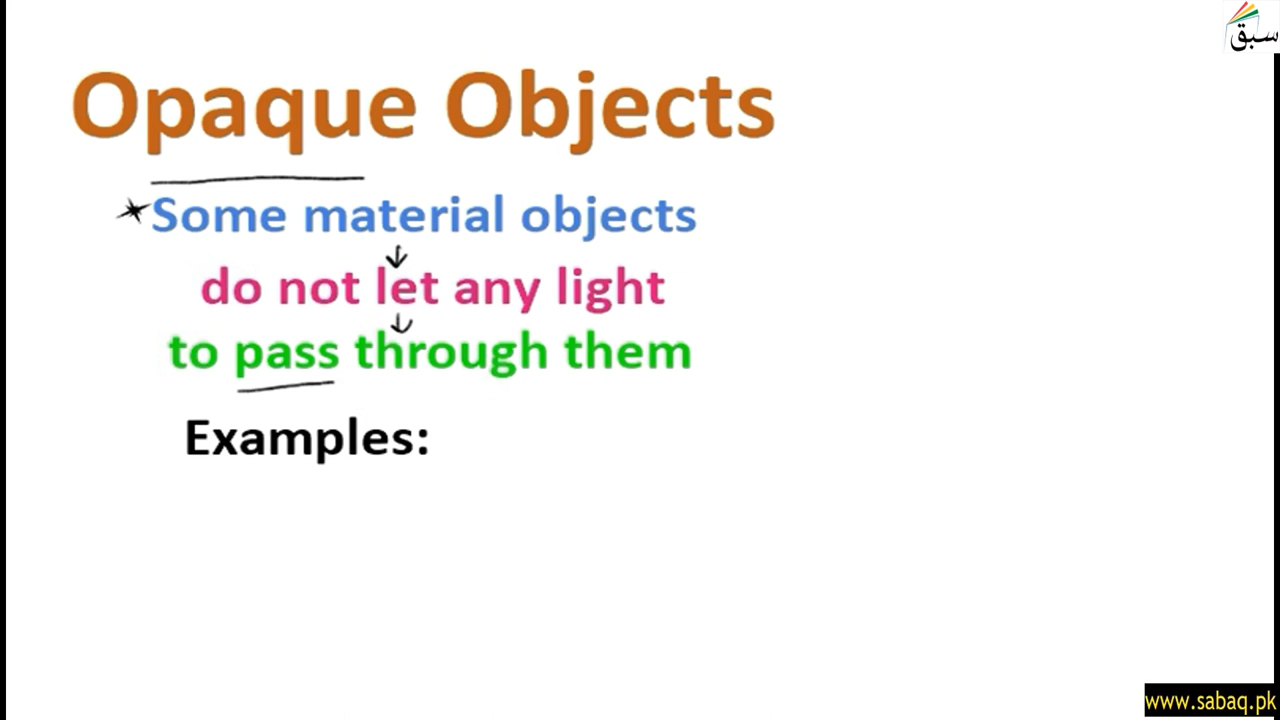 سبق
Opaque Objects
Some material objects
do not let any light
to pass through them
Examples:
www.sabaq.pk